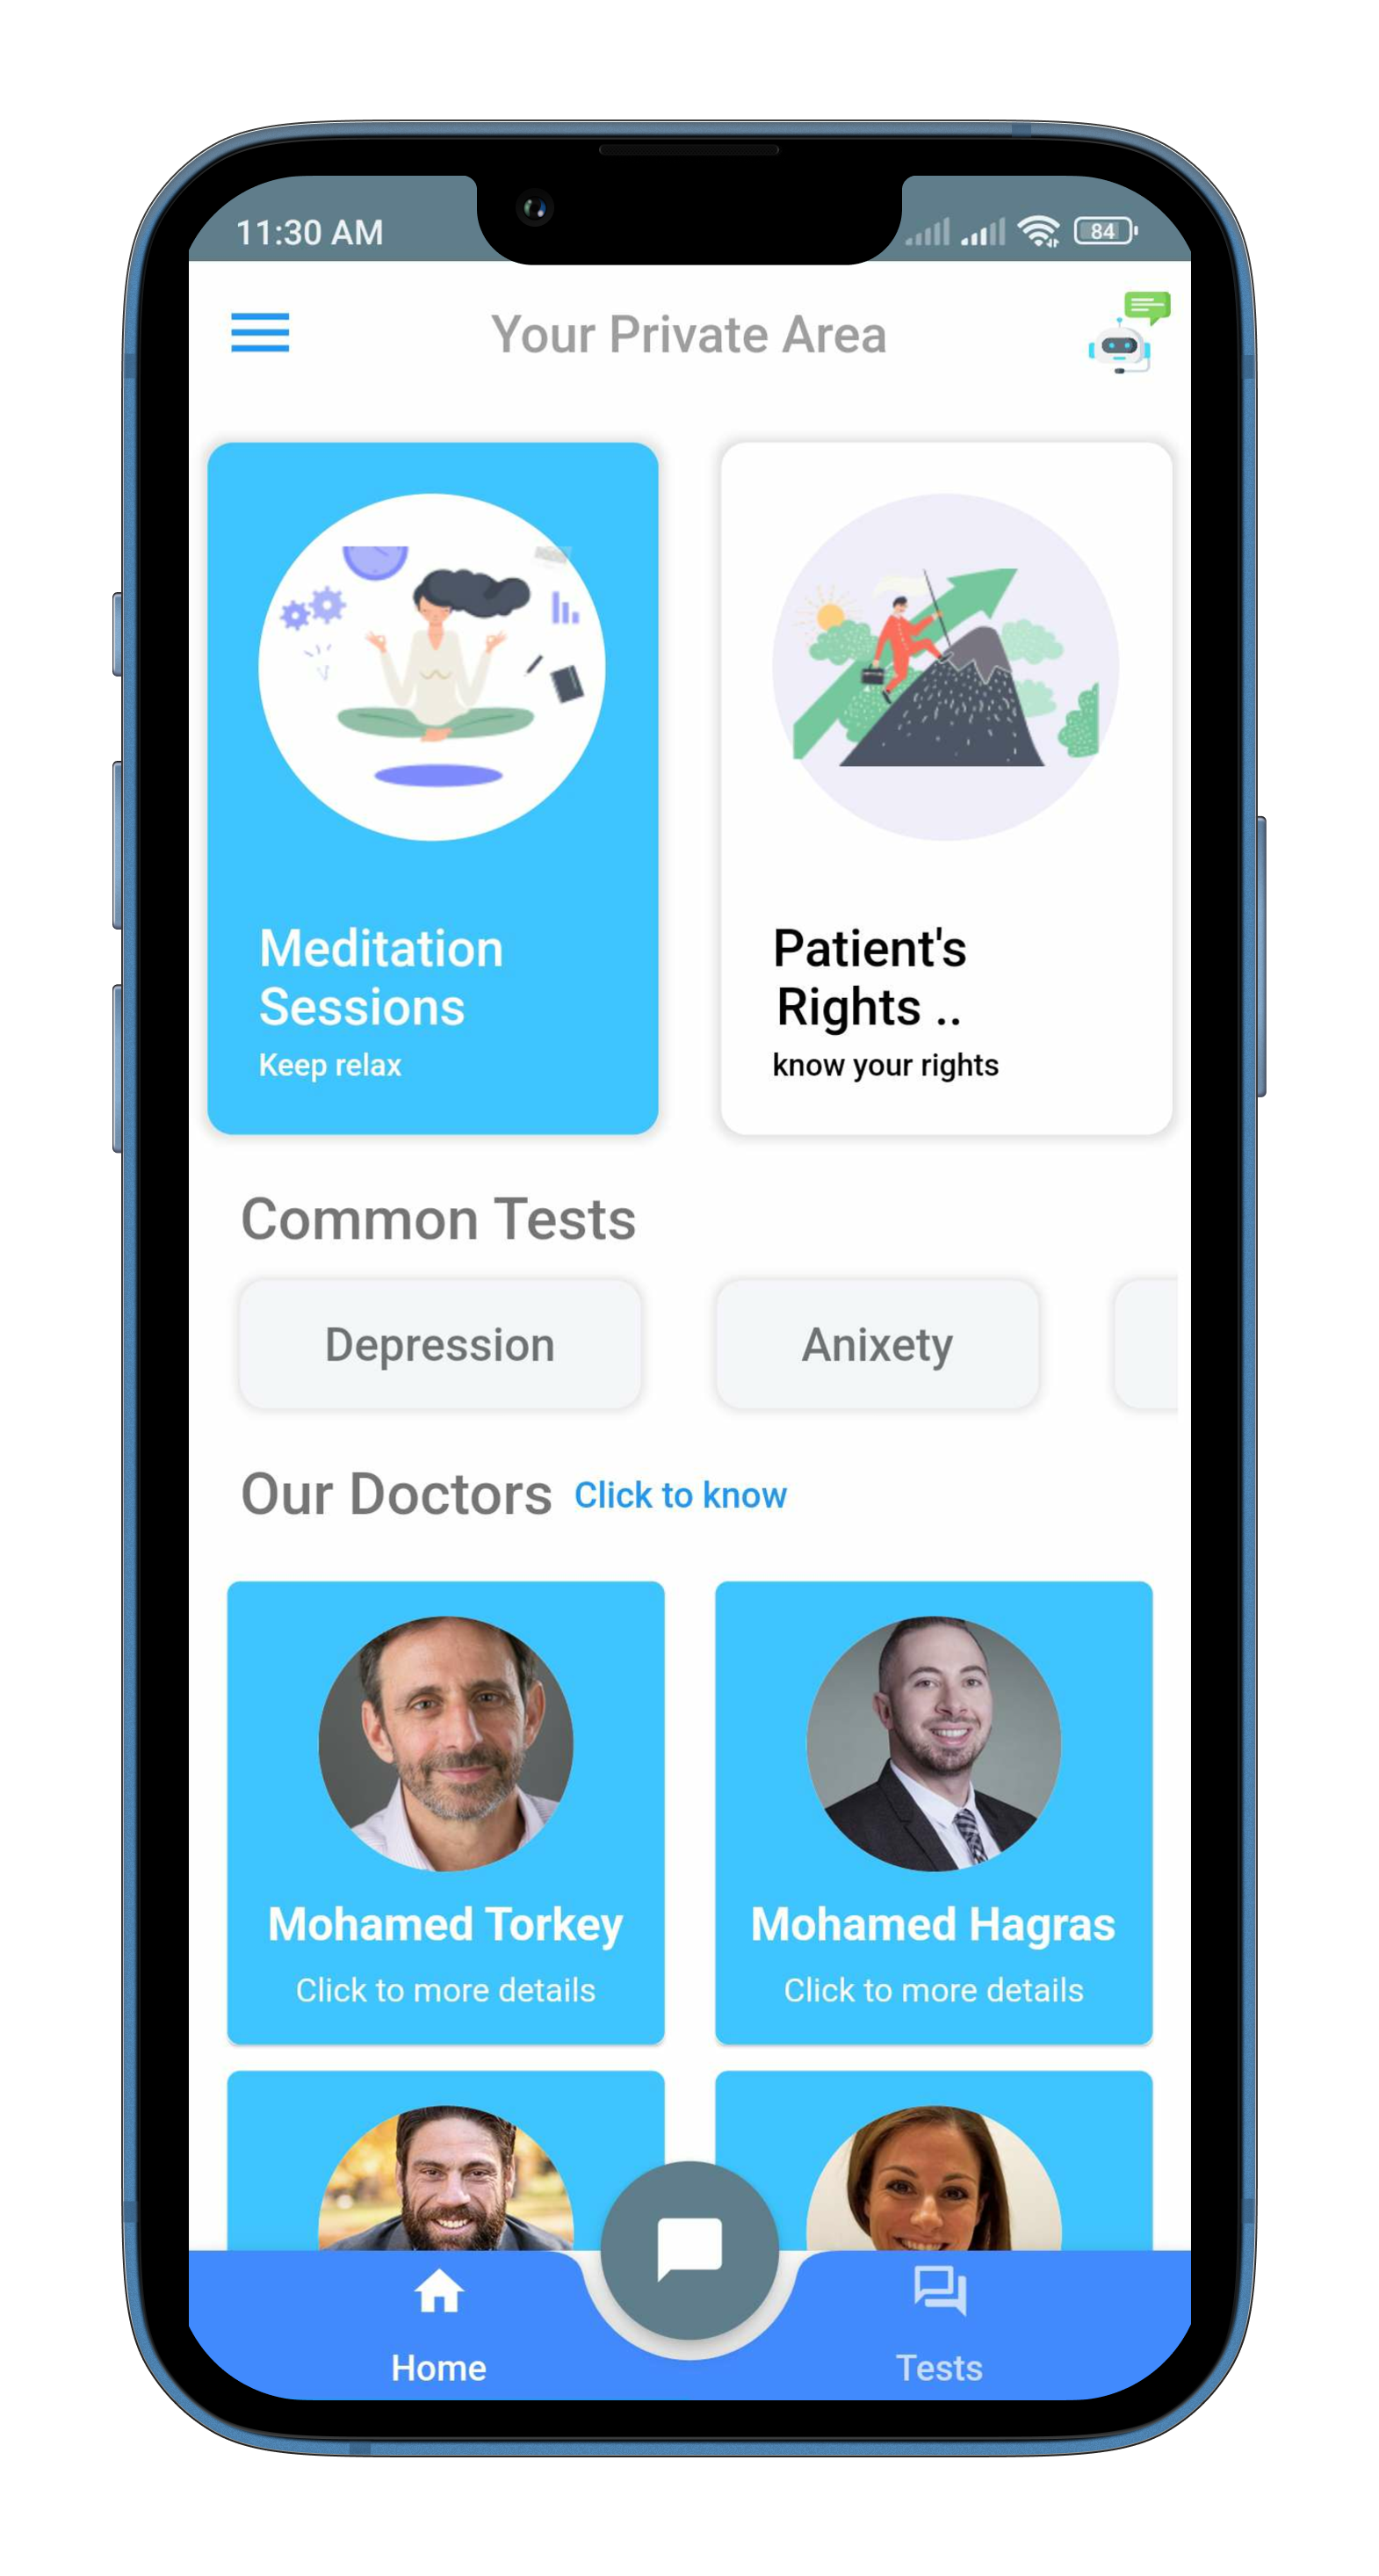 11:30 AM
84
Your Private Area
Meditation
Sessions
Keep relax
Patient's
Rights ..
know your rights
Common Tests
Depression
Anixety
Our Doctors Click to know
Mohamed Torkey
Click to more details
Mohamed Hagras
Click to more details
Home
Tests